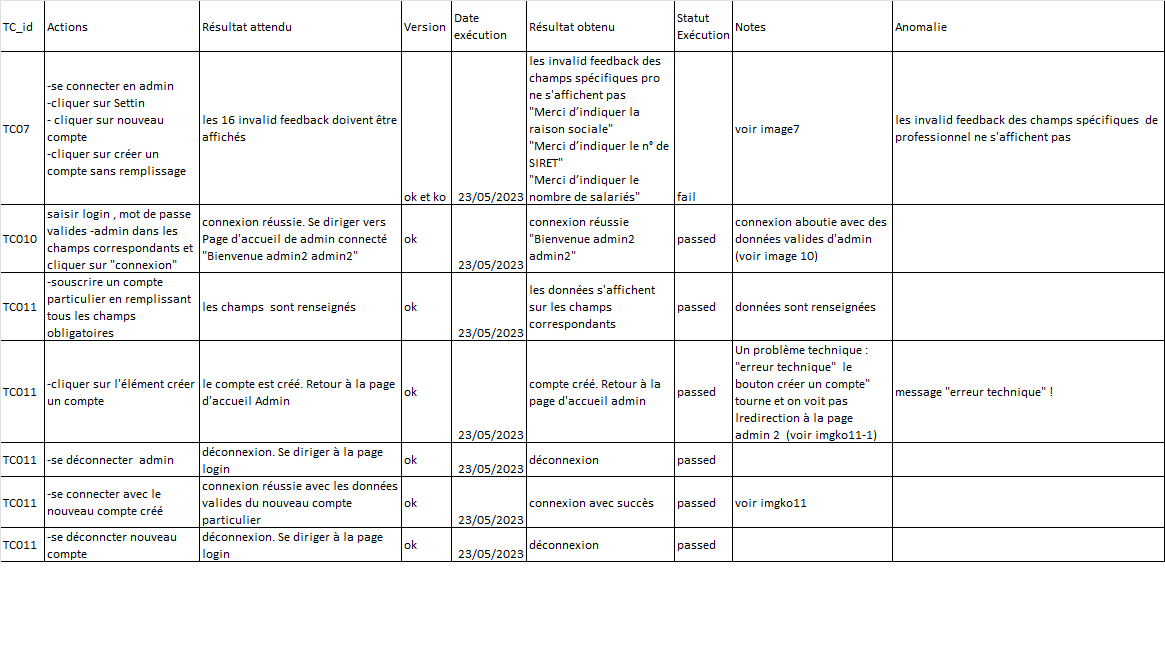 TC_id
Actions
Résultat attendu
Version
Date
exécution
Résultat obtenu
Statut
Exécution
Notes
Anomalie
TC07
-se connecter en admin
-cliquer sur Settin
- cliquer sur nouveau
compte
-cliquer sur créer un
compte sans remplissage
les 16 invalid feedback doivent être
affichés
ok et ko
23/05/2023
les invalid feedback des
champs spécifiques pro
ne s'affichent pas
"Merci d’indiquer la
raison sociale"
"Merci d’indiquer le n° de
SIRET"
"Merci d’indiquer le
nombre de salariés"
fail
voir image7
les invalid feedback des champs spécifiques  de
professionnel ne s'affichent pas
TC010
saisir login , mot de passe
valides -admin dans les
champs correspondants et
cliquer sur "connexion"
connexion réussie. Se diriger vers
Page d'accueil de admin connecté
"Bienvenue admin2 admin2"
ok
23/05/2023
connexion réussie
"Bienvenue admin2
admin2"
passed
connexion aboutie avec des
données valides d'admin
(voir image 10)
TC011
-souscrire un compte
particulier en remplissant
tous les champs
obligatoires
les champs  sont renseignés
ok
23/05/2023
les données s'affichent
sur les champs
correspondants
passed
données sont renseignées
TC011
-cliquer sur l'élément créer
un compte
le compte est créé. Retour à la page
d'accueil Admin
ok
23/05/2023
compte créé. Retour à la
page d'accueil admin
passed
Un problème technique :
"erreur technique"  le
bouton créer un compte"
tourne et on voit pas
lredirection à la page
admin 2  (voir imgko11-1)
message "erreur technique" !
TC011
-se déconnecter  admin
déconnexion. Se diriger à la page
login
ok
23/05/2023
déconnexion
passed
TC011
-se connecter avec le
nouveau compte créé
connexion réussie avec les données
valides du nouveau compte
particulier
ok
23/05/2023
connexion avec succès
passed
voir imgko11
TC011
-se déconncter nouveau
compte
déconnexion. Se diriger à la page
login
ok
23/05/2023
déconnexion
passed